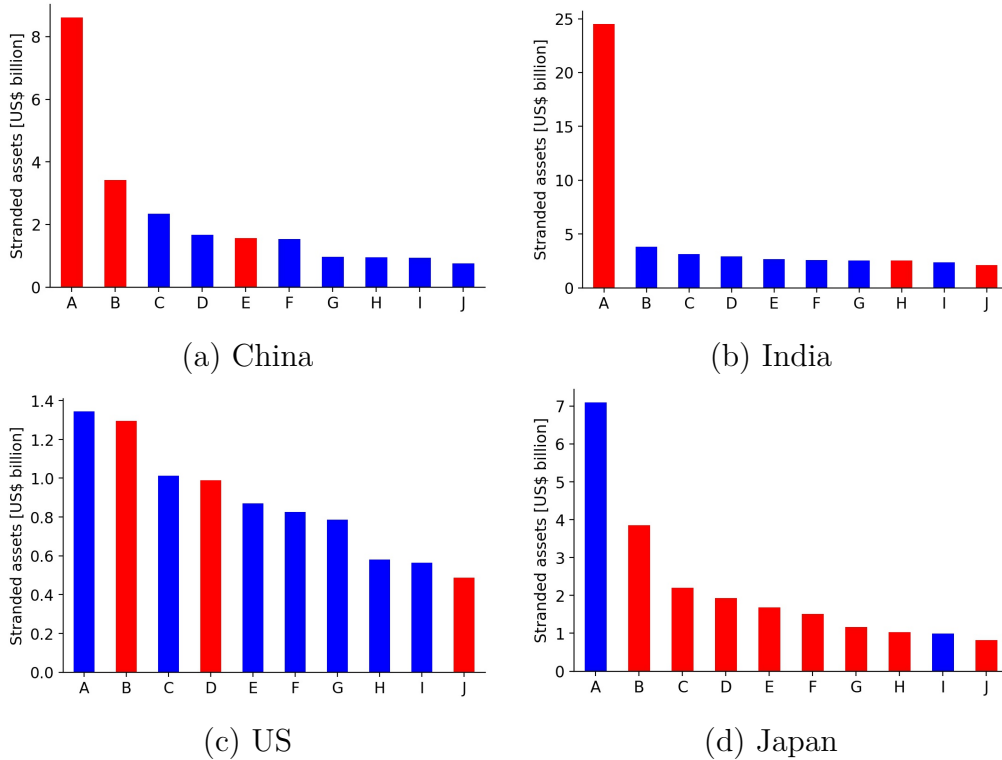 Stranded assets [US$ billion]
8
6
4
2
0
A B C D E F G H I J
(a) China
Stranded assets [US$ billion]
25
20
15
10
5
0
A B C D E F G H I J
(b) India
Stranded assets [US$ billion]
1.4
1.2
1.0
0.8
0.6
0.4
0.2
0.0
A B C D E F G H I J
(c) US
Stranded assets [US$ billion]
7
6
5
4
3
2
1
0
A B C D E F G H I J
(d) Japan